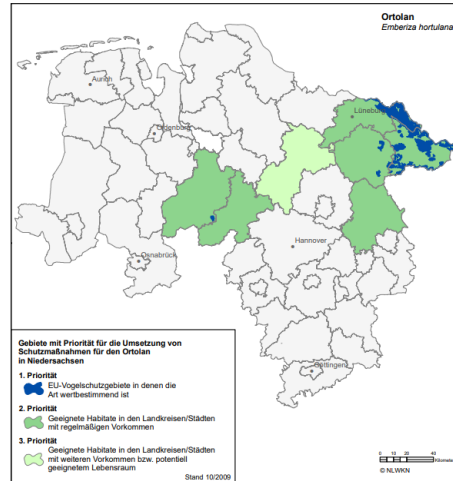 Ortolan
Emberiza hortulana
Aurich
Lüneburg
Oldenburg
Hannover
Osnabrück
Göttingen
Gebiete mit Priorität für die Umsetzung von
Schutzmaßnahmen für den Ortolan
in Niedersachsen
1. Priorität
EU-Vogelschutzgebiete in denen die
Art wertbestimmend ist
2. Priorität
Geeignete Habitate in den Landkreisen/Städten
mit regelmäßigen Vorkommen
3. Priorität
Geeignete Habitate in den Landkreisen/Städten
mit weiteren Vorkommen bzw. potentiell
geeignetem Lebensraum
Stand 10/2009
0 10 20 40
Kilometer
© NLWKN